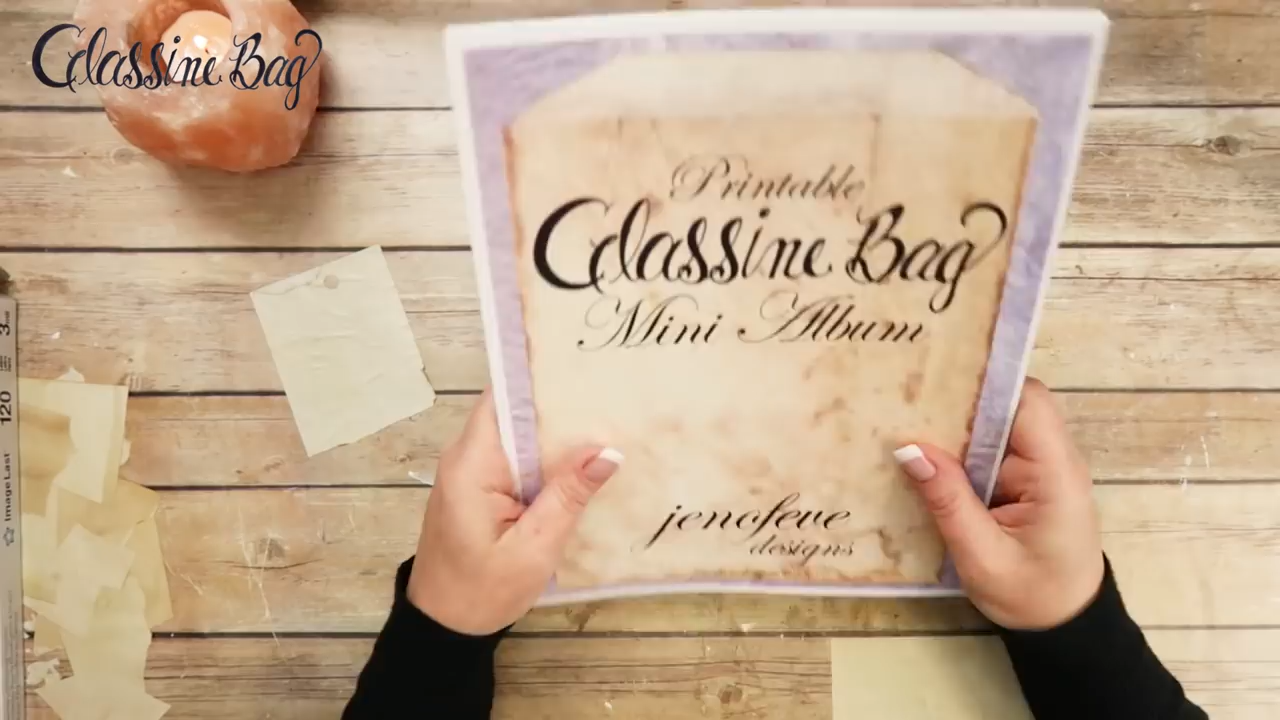 Glassine Bag
Printable
Glassine Bag
Mini Album
jenofeve
designs
120
ImageLast
3